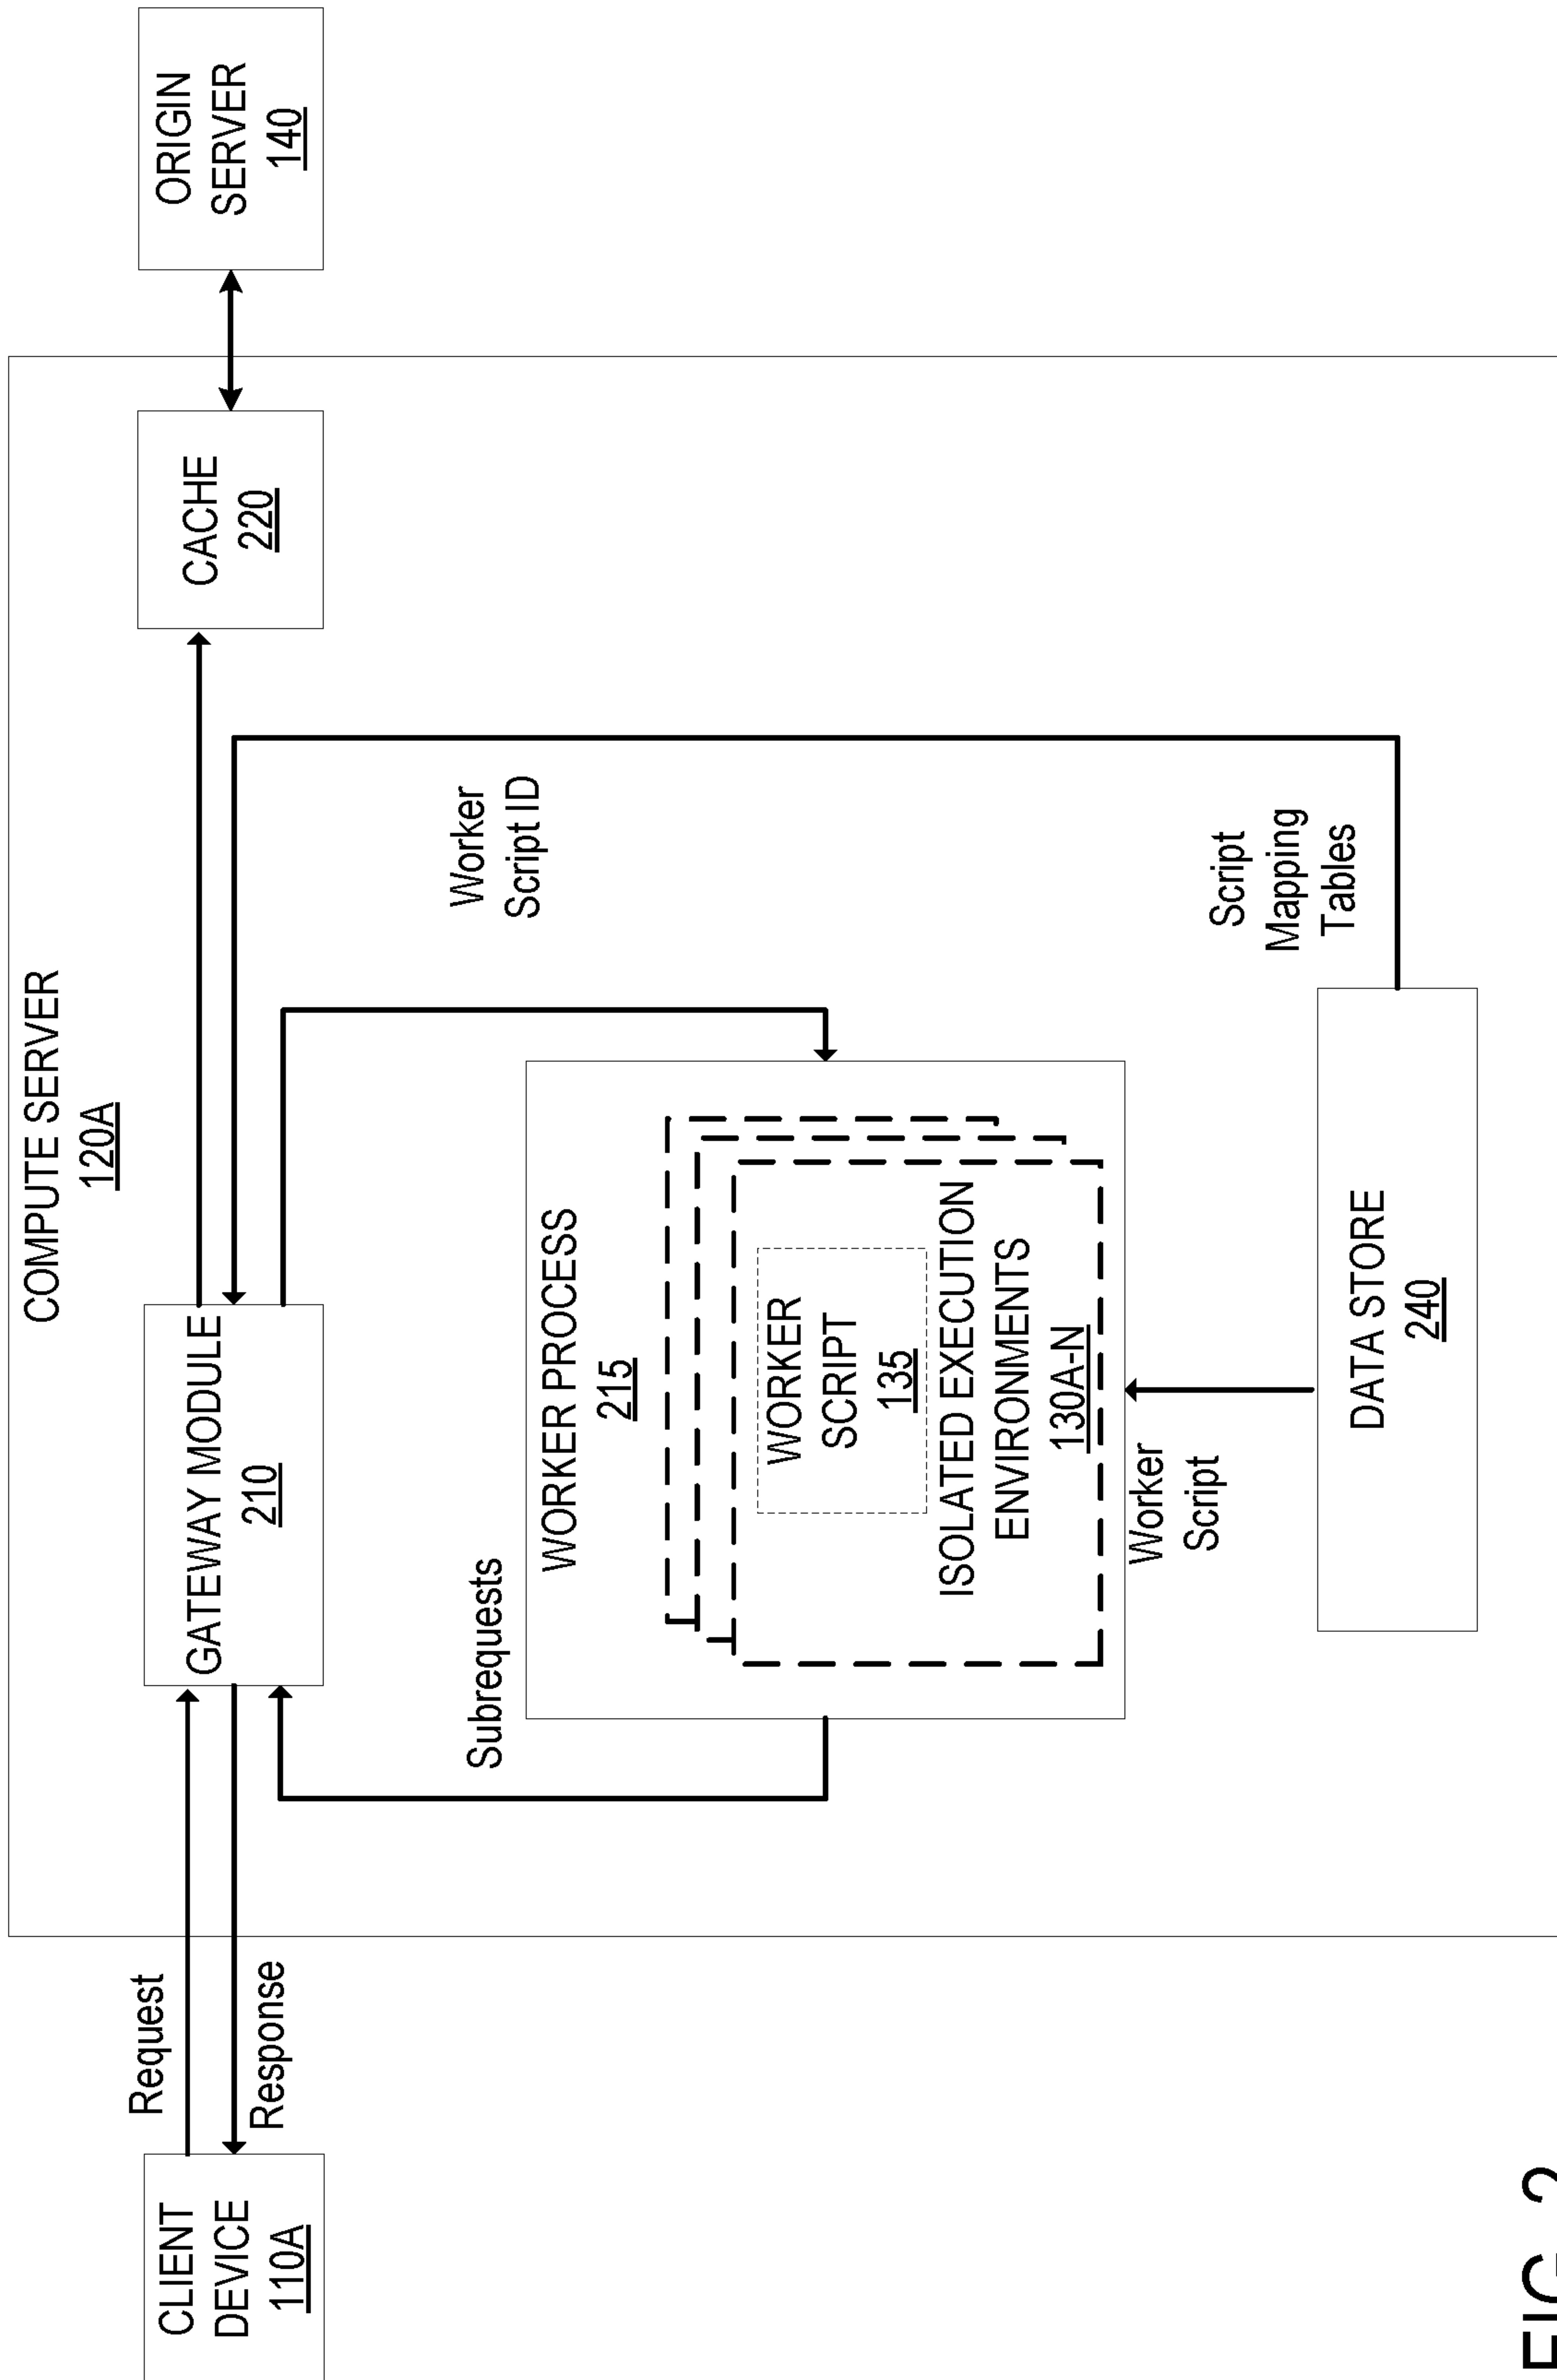 COMPUTE SERVER
120A
CLIENT
DEVICE
110A
Request
Response
GATEWAY MODULE
210
CACHE
220
ORIGIN
SERVER
140
Subrequests
Worker
Script ID
WORKER PROCESS
215
WORKER
SCRIPT
135
ISOLATED EXECUTION
ENVIRONMENTS
130A-N
Worker
Script
Script
Mapping
Tables
DATA STORE
240
FIG. 2